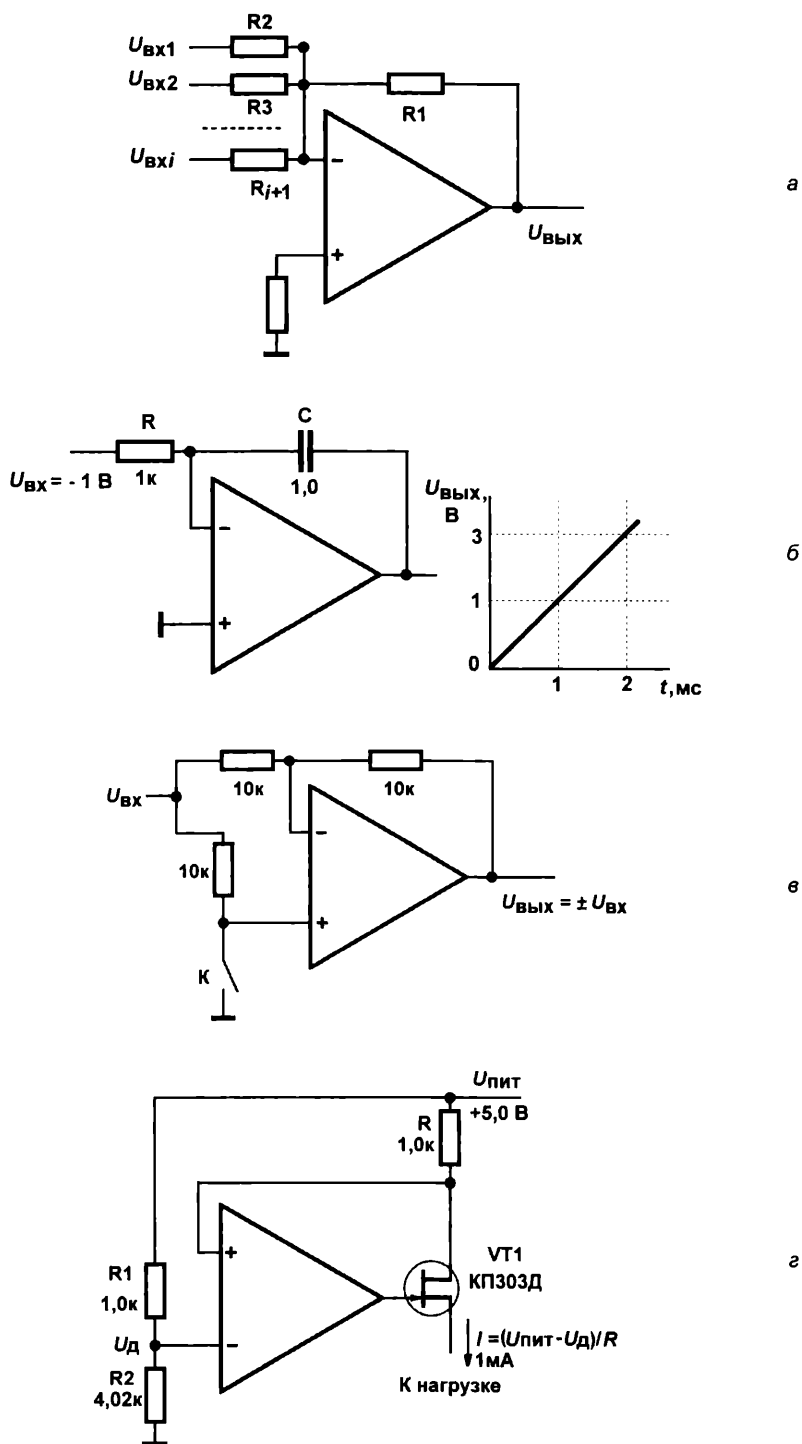 R2
Uвх1
Uвх2
R3
R1
Uвхi
Ri+1
−
+
Uвых
а
R
C
Uвх = - 1 В
1к
1,0
−
+
Uвых,
В
3
1
0
1
2
t,мс
б
Uвх
10к
10к
10к
−
+
К
Uвых = ± Uвх
в
Uпит
+5,0 В
R
1,0к
+
−
VT1
КП303Д
R1
1,0к
Uд
R2
4,02к
I =(Uпит-Uд)/R
1мА
К нагрузке
г